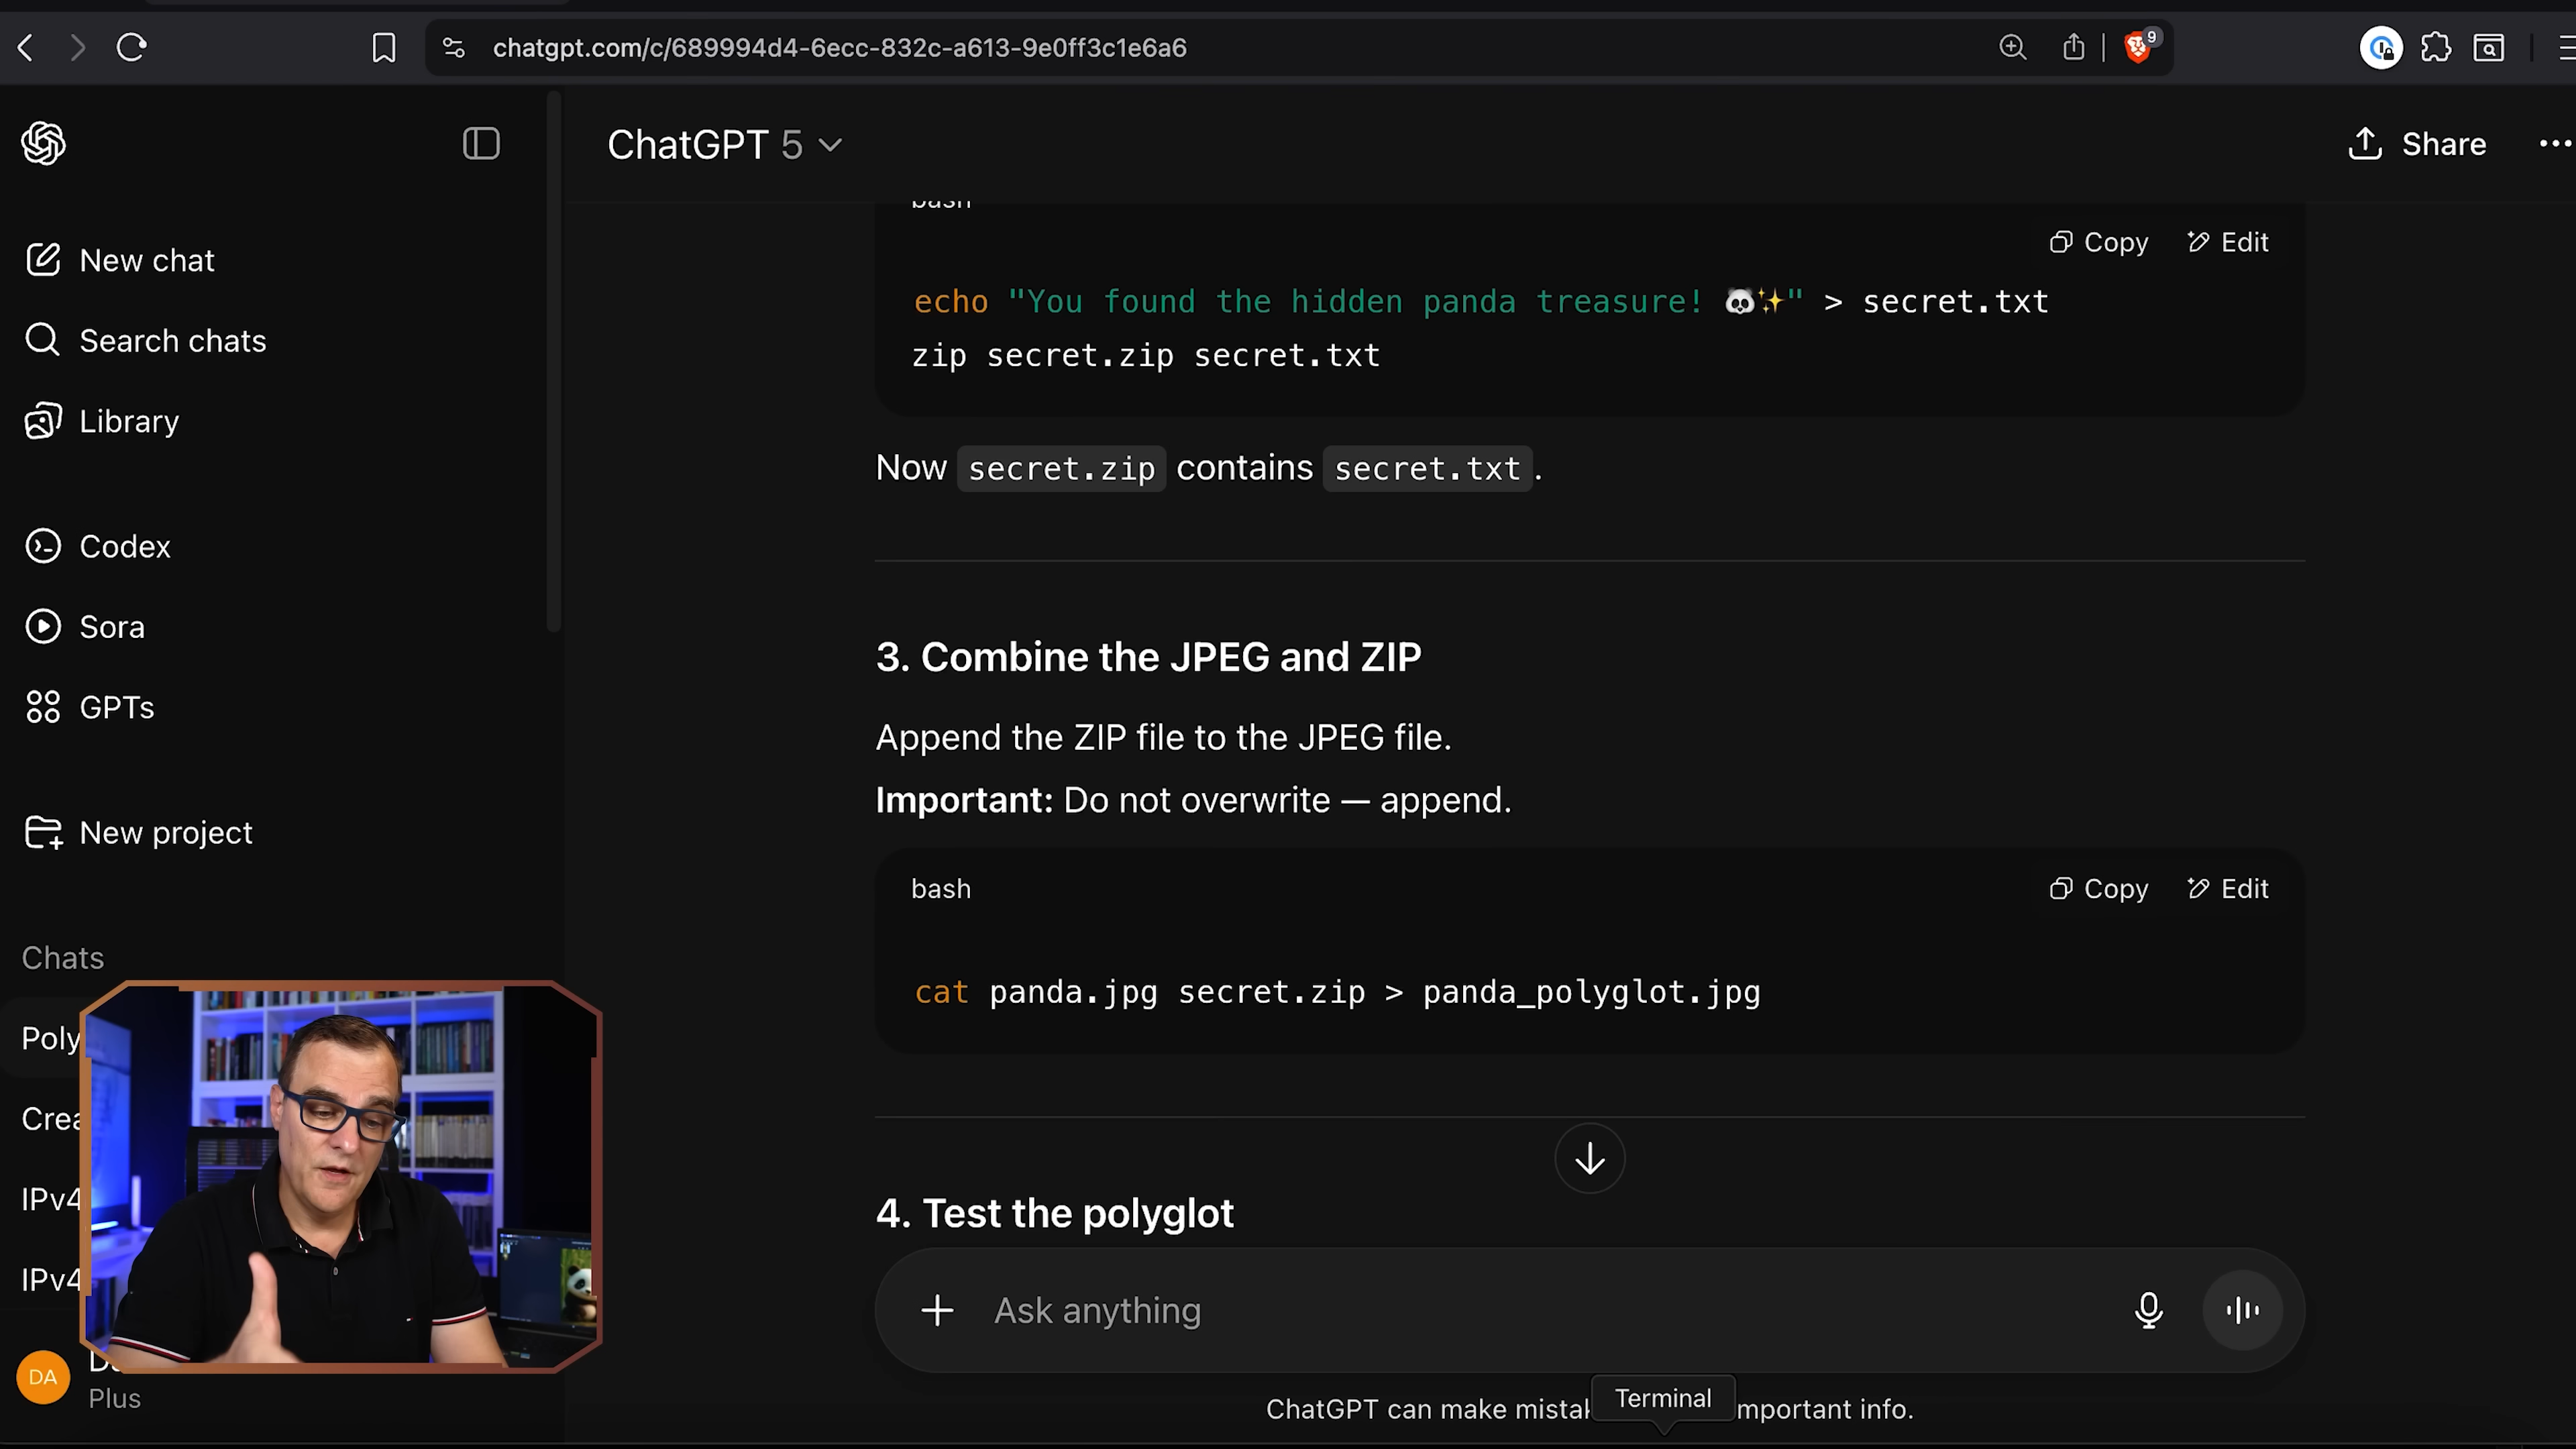 chatgpt.com/c/689994d4-6ecc-832c-a613-9e0ff3c1e6a6
9
ChatGPT 5
Share
New chat
Search chats
Library
Codex
Sora
GPTs
New project
Chats
Poly
Crea
IPv4
IPv4
DA
Plus
bash
Copy Edit
echo "You found the hidden panda treasure! 🐼✨" > secret.txt
zip secret.zip secret.txt
Now secret.zip contains secret.txt.
3. Combine the JPEG and ZIP
Append the ZIP file to the JPEG file.
Important: Do not overwrite — append.
bash
Copy Edit
cat panda.jpg secret.zip > panda_polyglot.jpg
4. Test the polyglot
Ask anything
Terminal
ChatGPT can make mistak mportant info.